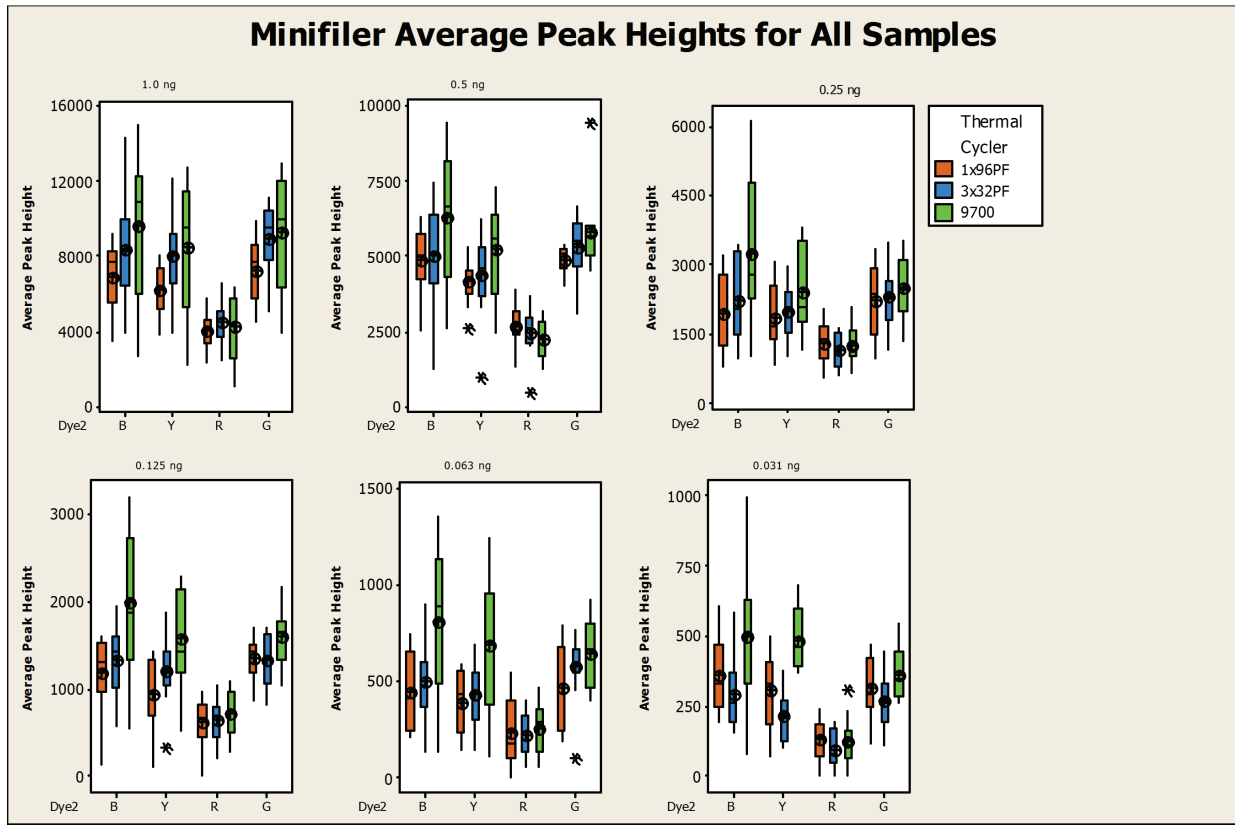 Minifiler Average Peak Heights for All Samples
1.0 ng
0.5 ng
0.25 ng
Average Peak Height
16000
12000
8000
4000
0
Dye2 B Y R G
Average Peak Height
10000
7500
5000
2500
0
Dye2 B Y R G
Average Peak Height
6000
4500
3000
1500
0
Dye2 B Y R G
Thermal
Cycler
1x96PF
3x32PF
9700
0.125 ng
0.063 ng
0.031 ng
Average Peak Height
3000
2000
1000
0
Dye2 B Y R G
Average Peak Height
1500
1000
500
0
Dye2 B Y R G
Average Peak Height
1000
750
500
250
0
Dye2 B Y R G